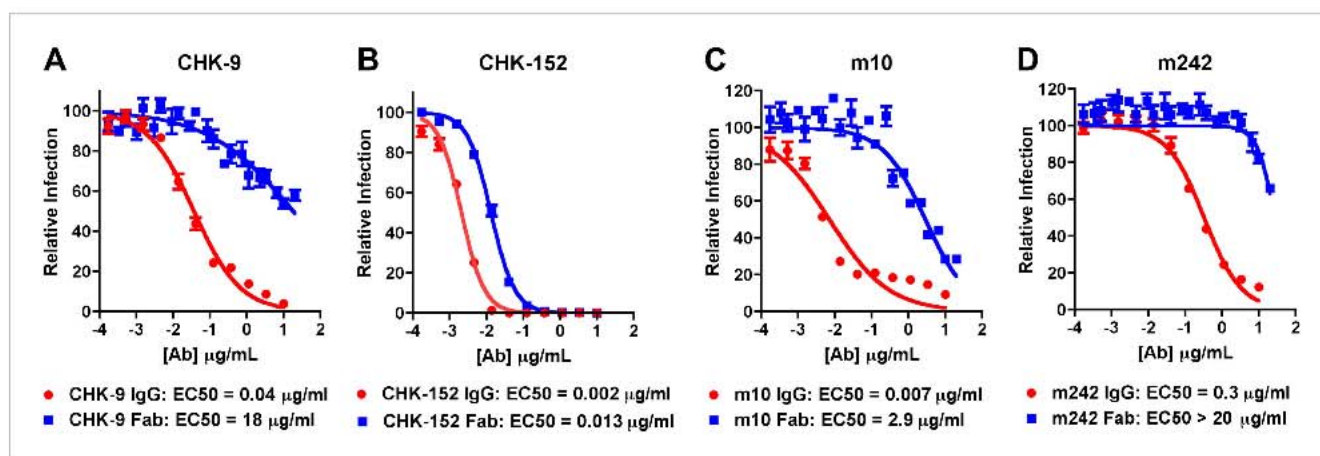 A
CHK-9
Relative Infection
100
80
60
40
20
0
-4 -3 -2 -1 0 1 2
[Ab] μg/mL
CHK-9 IgG: EC50 = 0.04 μg/ml
CHK-9 Fab: EC50 = 18 μg/ml
B
CHK-152
Relative Infection
100
80
60
40
20
0
-4 -3 -2 -1 0 1 2
[Ab] μg/mL
CHK-152 IgG: EC50 = 0.002 μg/ml
CHK-152 Fab: EC50 = 0.013 μg/ml
C
m10
Relative Infection
120
100
80
60
40
20
0
-4 -3 -2 -1 0 1 2
[Ab] μg/mL
m10 IgG: EC50 = 0.007 μg/ml
m10 Fab: EC50 = 2.9 μg/ml
D
m242
Relative Infection
120
100
80
60
40
20
0
-4 -3 -2 -1 0 1 2
[Ab] μg/mL
m242 IgG: EC50 = 0.3 μg/ml
m242 Fab: EC50 > 20 μg/ml